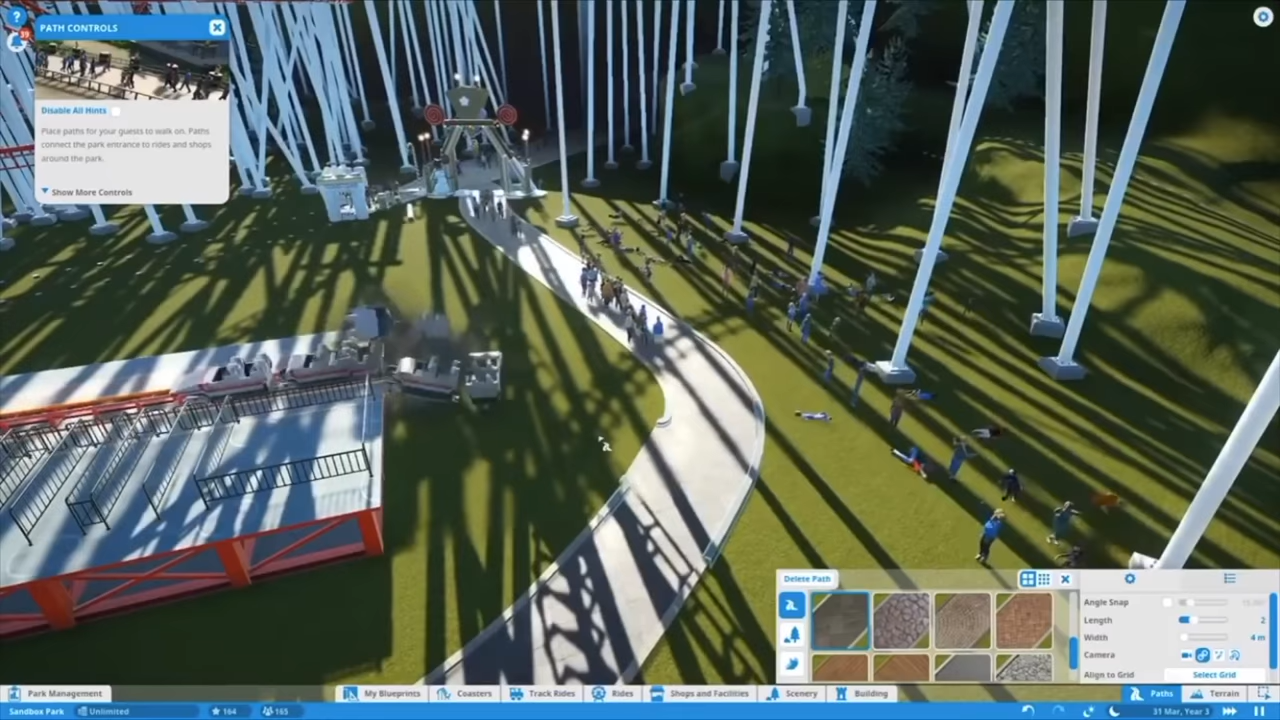 ?
39
PATH CONTROLS
Disable All Hints
Place paths for your guests to walk on. Paths
connect the park entrance to rides and shops
around the park.
Show More Controls
Delete Path
Angle Snap
Length 2
Width 4 m
Camera
Align to Grid Select Grid
Park Management My Blueprints Coasters Track Rides Rides Shops and Facilities Scenery Building Paths Terrain
Sandbox Park Unlimited 164 165 31 Mar, Year 3